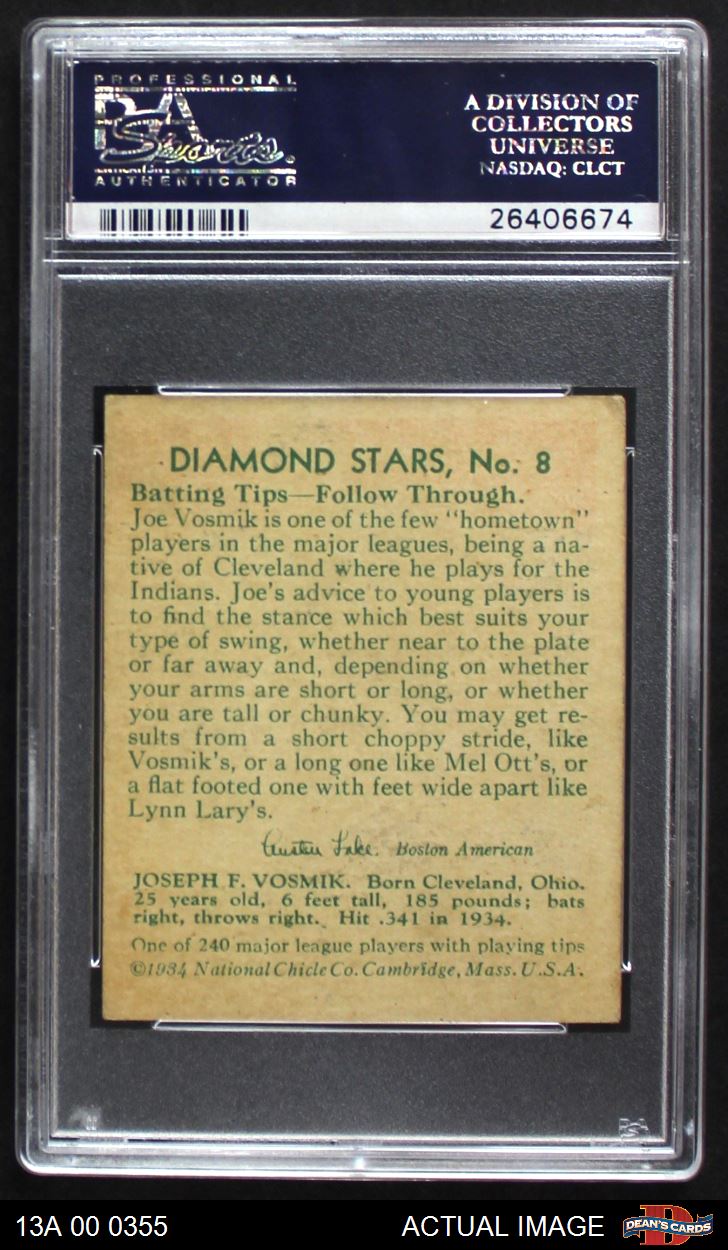 PROFESSIONAL
PSA
Sports.
AUTHENTICATOR
A DIVISION OF
COLLECTORS
UNIVERSE
NASDAQ: CLCT
26406674
DIAMOND STARS, No. 8
Batting Tips—Follow Through.
Joe Vosmik is one of the few "hometown"
players in the major leagues, being a na-
tive of Cleveland where he plays for the
Indians. Joe's advice to young players is
to find the stance which best suits your
type of swing, whether near to the plate
or far away and, depending on whether
your arms are short or long, or whether
you are tall or chunky. You may get re-
sults from a short choppy stride, like
Vosmik's, or a long one like Mel Ott's, or
a flat footed one with feet wide apart like
Lynn Lary's.
Austen Lake. Boston American
JOSEPH F. VOSMIK. Born Cleveland, Ohio.
25 years old, 6 feet tall, 185 pounds; bats
right, throws right. Hit .341 in 1934.
One of 240 major league players with playing tips
©1934 National Chicle Co. Cambridge, Mass. U.S.A.
PSA
13A 00 0355
ACTUAL IMAGE
D
DEAN'S CARDS